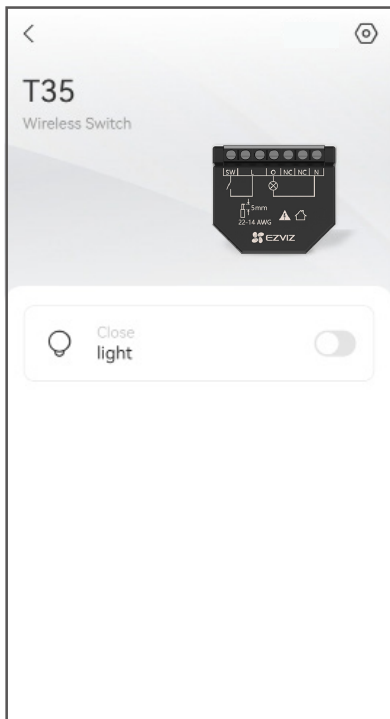 T35
Wireless Switch
SW L O NC NC N
5mm
22-14 AWG
EZVIZ
Close
light